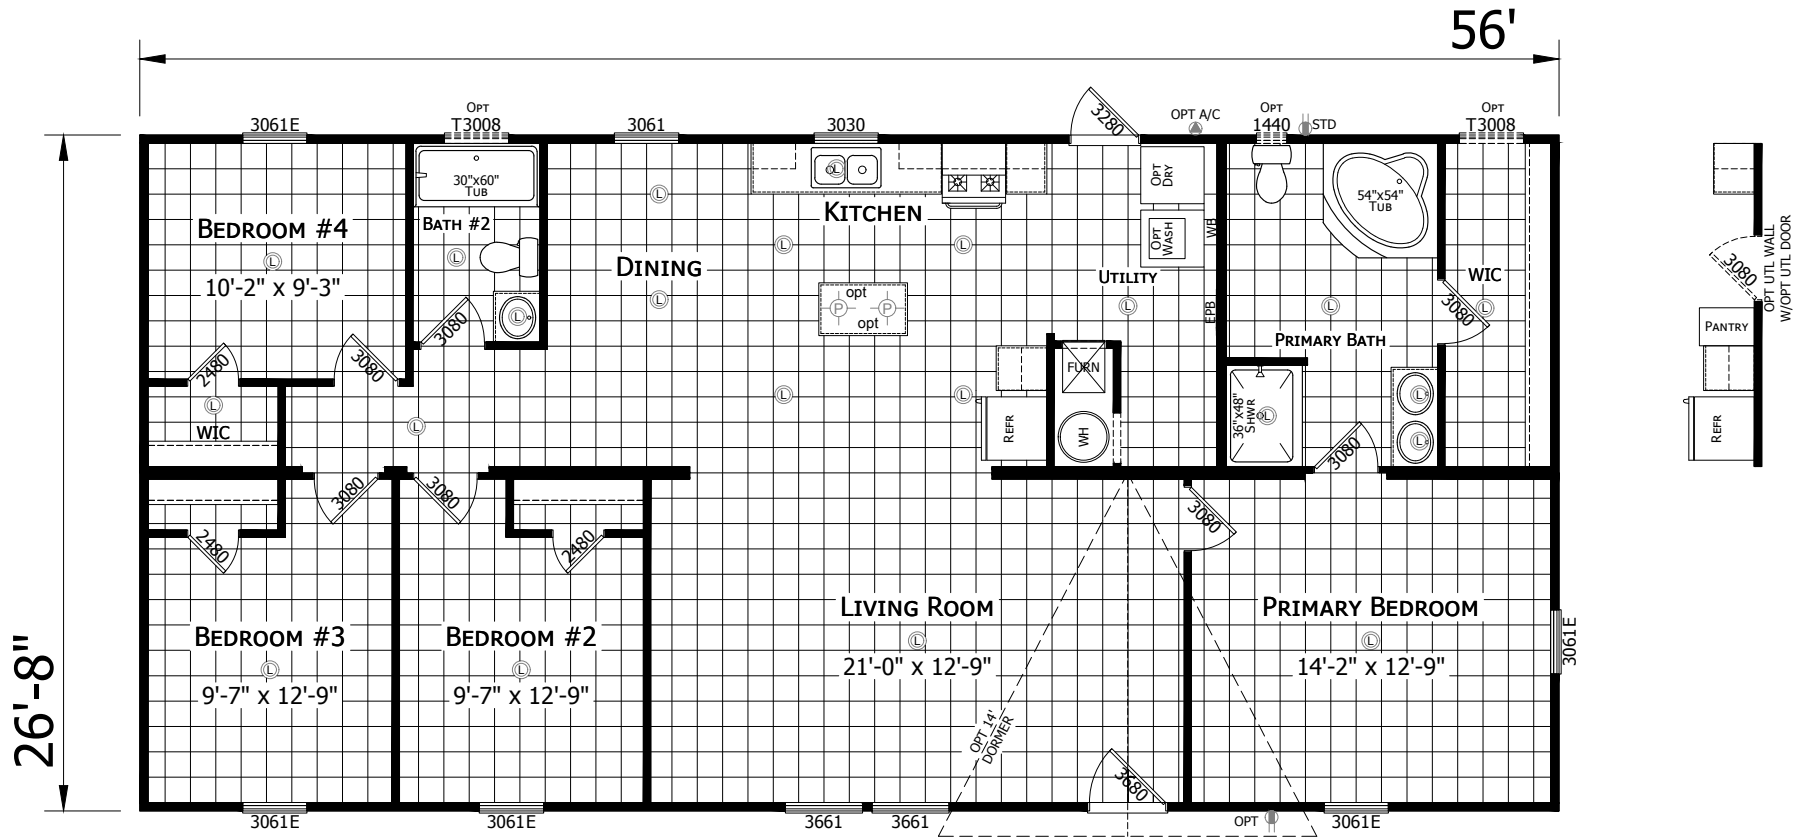 56'
26'-8"
3061E
Opt
T3008
3061
3030
3280
OPT A/C
Opt
1440
STD
Opt
T3008
30"x60"
Tub
Bath #2
L
3080
L
Bedroom #4
L
10'-2" x 9'-3"
2480
3080
L
WIC
L
Dining
L
L
Kitchen
L
L
L
opt
P
P
opt
L
L
Opt
Dry
Opt
Wash
WB
Utility
L
EPB
Furn
WH
Refr
54"x54"
Tub
L
Primary Bath
36"x48"
Shwr
L
L
L
3080
WIC
L
3080
3080
OPT UTL WALL
W/OPT UTL DOOR
Pantry
Refr
3080
3080
2480
2480
3080
Bedroom #3
L
9'-7" x 12'-9"
Bedroom #2
L
9'-7" x 12'-9"
Living Room
L
21'-0" x 12'-9"
Primary Bedroom
L
14'-2" x 12'-9"
3061E
OPT 14'
DORMER
3680
3061E
3061E
3661
3661
OPT
3061E